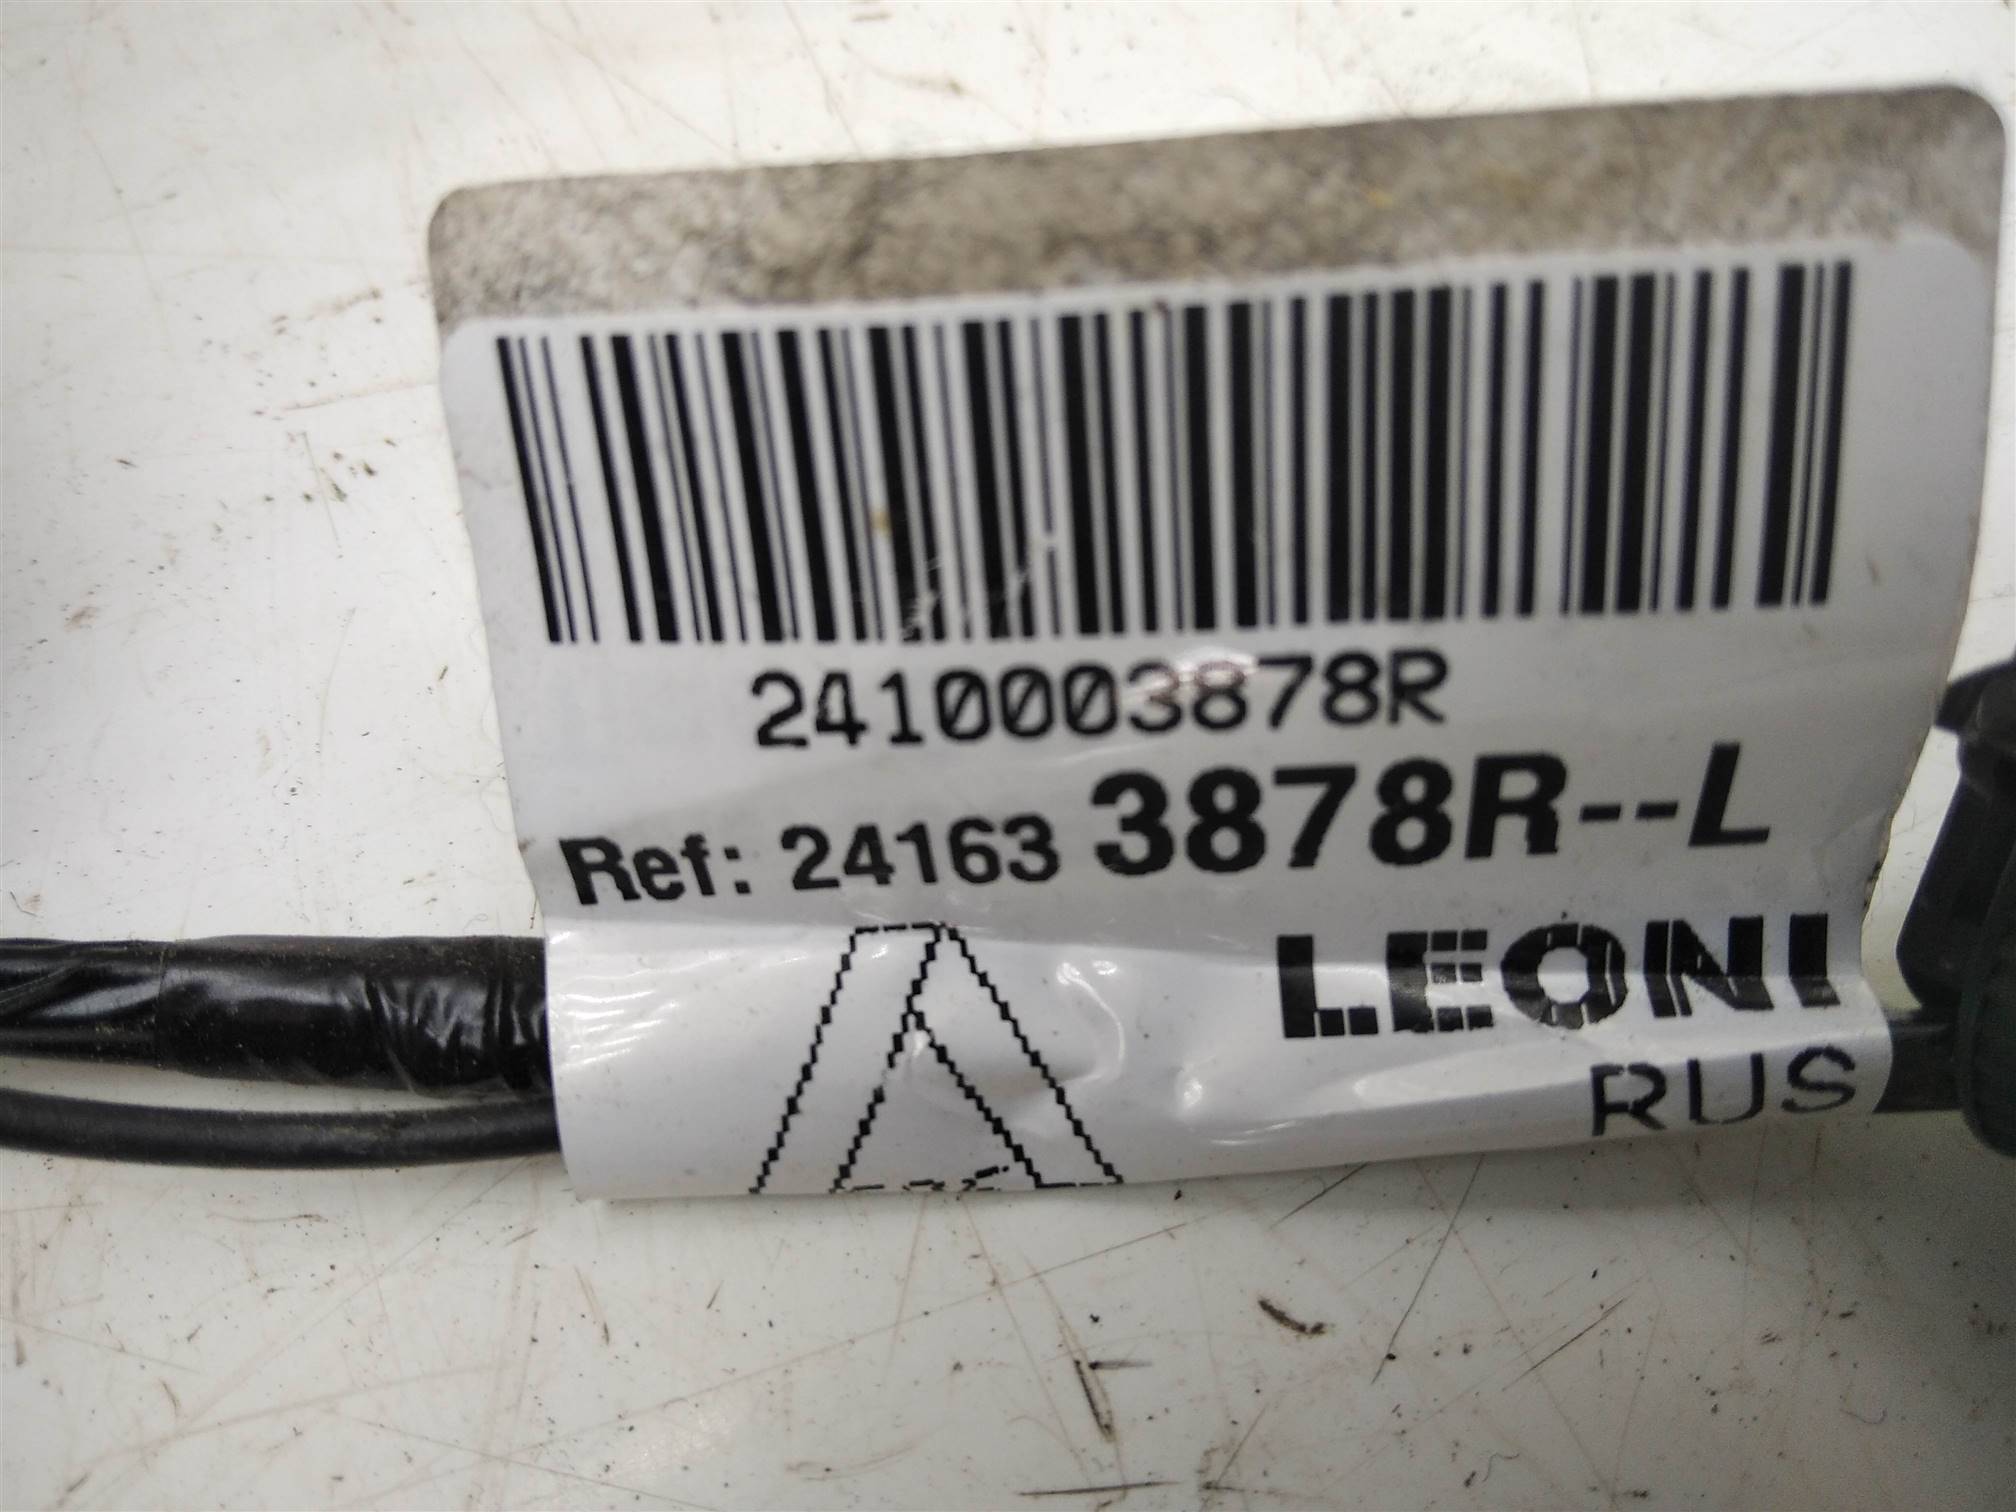 2410003878R
Ref: 24163 3878R--L
LEONI
RUS